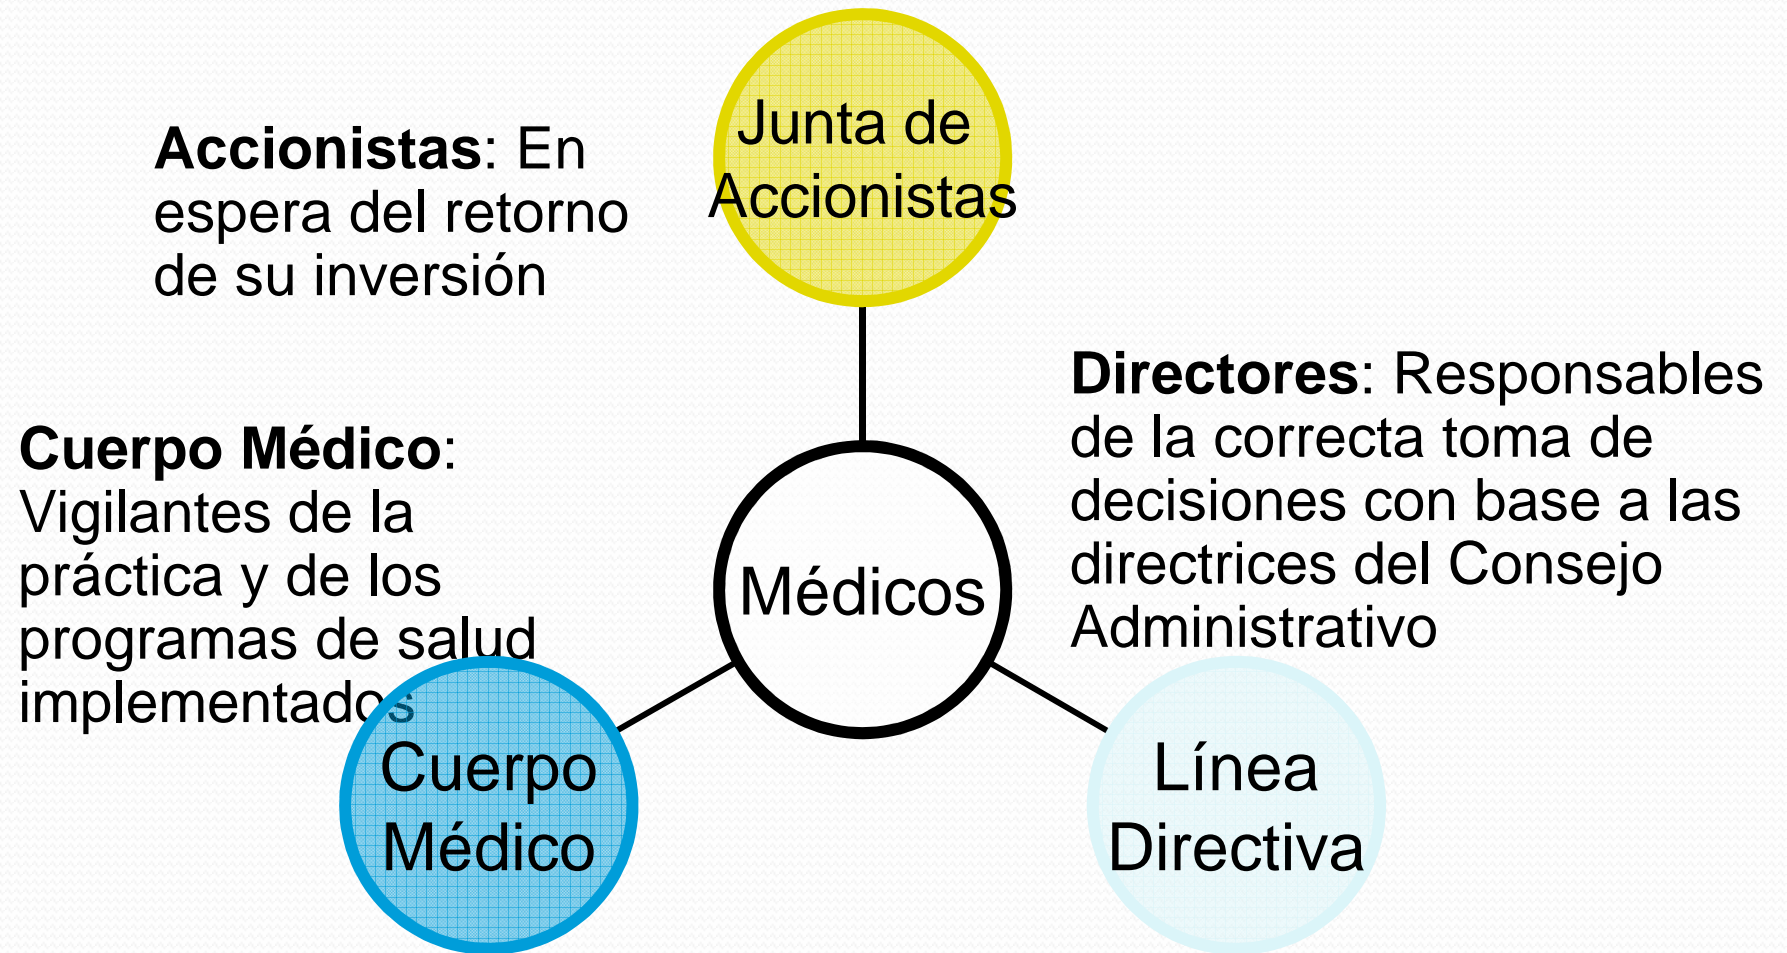 Junta de
Accionistas
Accionistas: En
espera del retorno
de su inversión
Directores: Responsables
de la correcta toma de
decisiones con base a las
directrices del Consejo
Administrativo
Cuerpo Médico:
Vigilantes de la
práctica y de los
programas de salud
implementados
Médicos
Cuerpo
Médico
Línea
Directiva